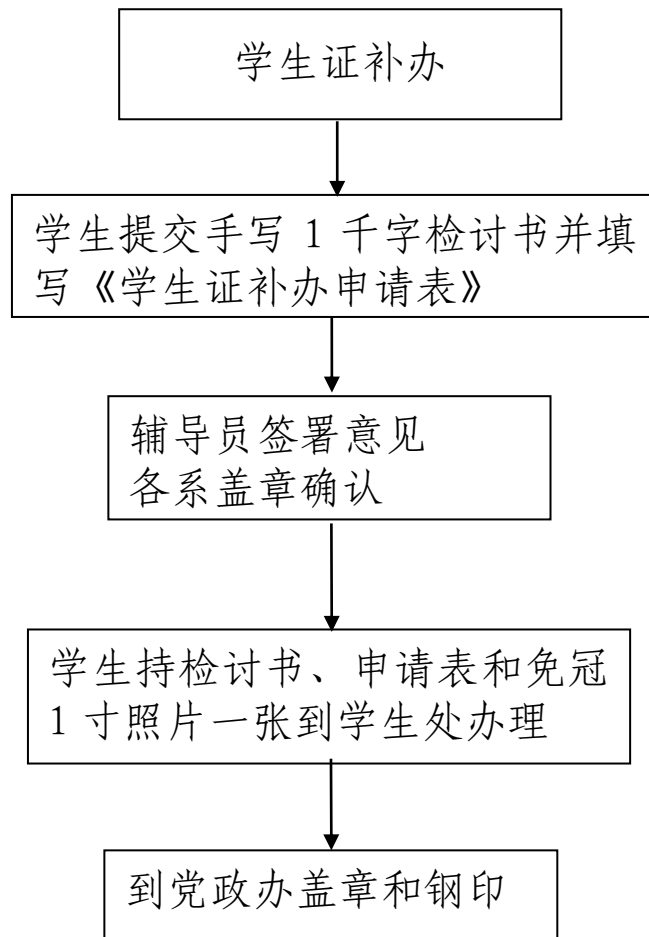 学生证补办
学生提交手写 1 千字检讨书并填
写《学生证补办申请表》
辅导员签署意见
各系盖章确认
学生持检讨书、申请表和免冠
1 寸照片一张到学生处办理
到党政办盖章和钢印